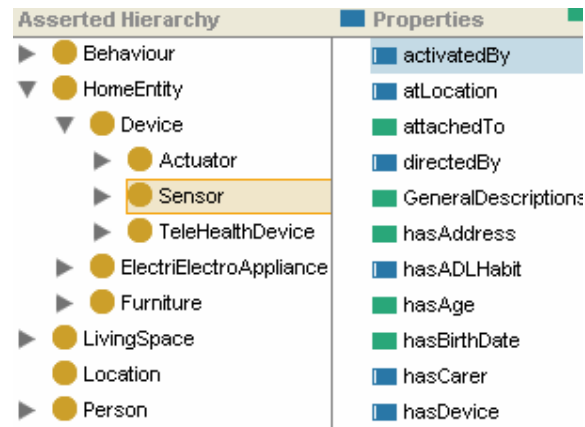 Asserted Hierarchy
Behaviour
HomeEntity
Device
Actuator
Sensor
TeleHealthDevice
ElectriElectroAppliance
Furniture
LivingSpace
Location
Person
Properties
activatedBy
atLocation
attachedTo
directedBy
GeneralDescriptions
hasAddress
hasADLHabit
hasAge
hasBirthDate
hasCarer
hasDevice